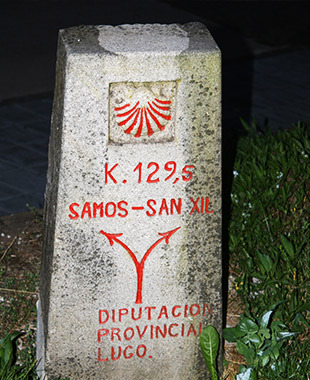 K. 129,5
SAMOS-SAN XIL
DIPUTACION
PROVINCIAL
LUGO.